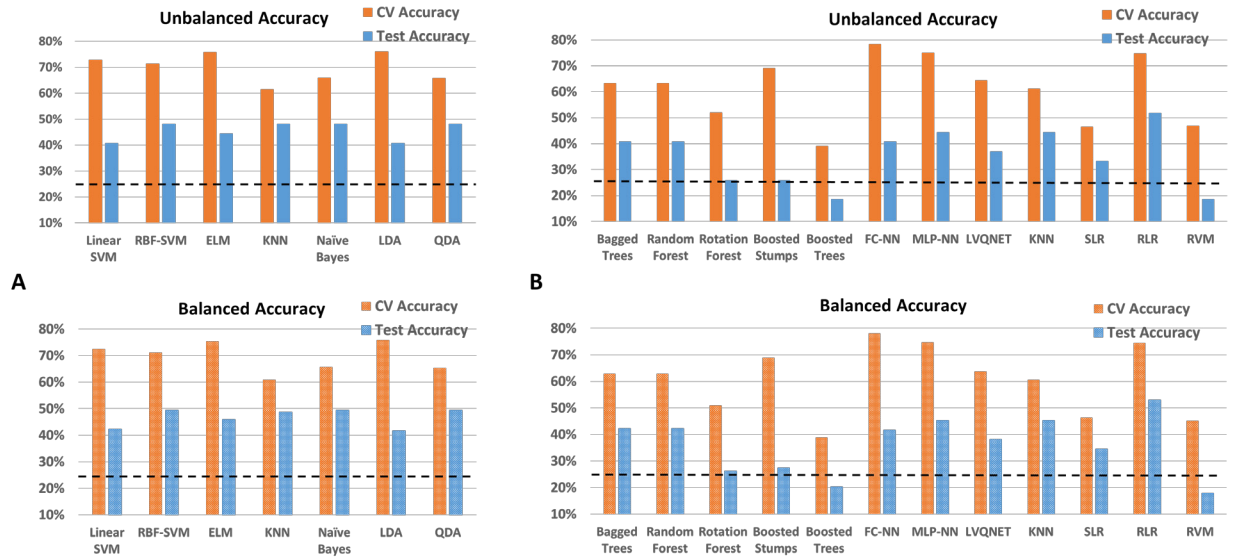 Unbalanced Accuracy
CV Accuracy
Test Accuracy
80%
70%
60%
50%
40%
30%
20%
10%
Linear SVM
RBF-SVM
ELM
KNN
Naïve Bayes
LDA
QDA
Unbalanced Accuracy
CV Accuracy
Test Accuracy
80%
70%
60%
50%
40%
30%
20%
10%
Bagged Trees
Random Forest
Rotation Forest
Boosted Stumps
Boosted Trees
FC-NN
MLP-NN
LVQNET
KNN
SLR
RLR
RVM
A
Balanced Accuracy
CV Accuracy
Test Accuracy
80%
70%
60%
50%
40%
30%
20%
10%
Linear SVM
RBF-SVM
ELM
KNN
Naïve Bayes
LDA
QDA
B
Balanced Accuracy
CV Accuracy
Test Accuracy
80%
70%
60%
50%
40%
30%
20%
10%
Bagged Trees
Random Forest
Rotation Forest
Boosted Stumps
Boosted Trees
FC-NN
MLP-NN
LVQNET
KNN
SLR
RLR
RVM